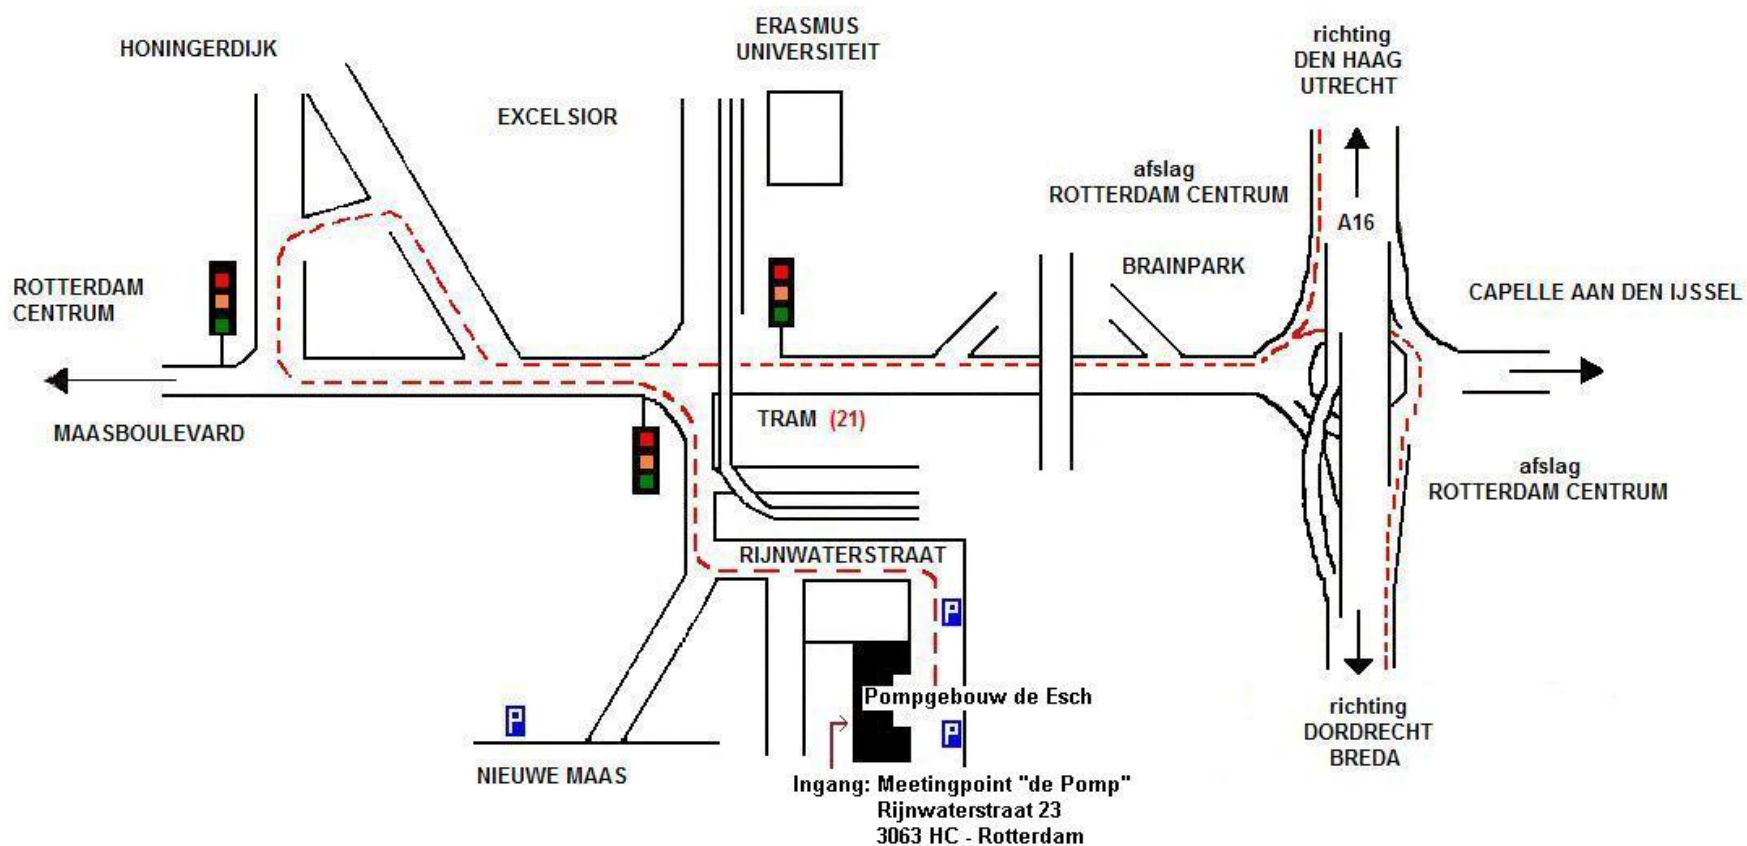 HONINGERDIJK
ERASMUS
UNIVERSITEIT
richting
DEN HAAG
UTRECHT
EXCELSIOR
afslag
ROTTERDAM CENTRUM
A16
BRAINPARK
ROTTERDAM
CENTRUM
CAPELLE AAN DEN IJSSEL
MAASBOULEVARD
TRAM (21)
afslag
ROTTERDAM CENTRUM
RIJNWATERSTRAAT
P
Pompgebouw de Esch
P
P
richting
DORDRECHT
BREDA
NIEUWE MAAS
Ingang: Meetingpoint "de Pomp"
Rijnwaterstraat 23
3063 HC - Rotterdam